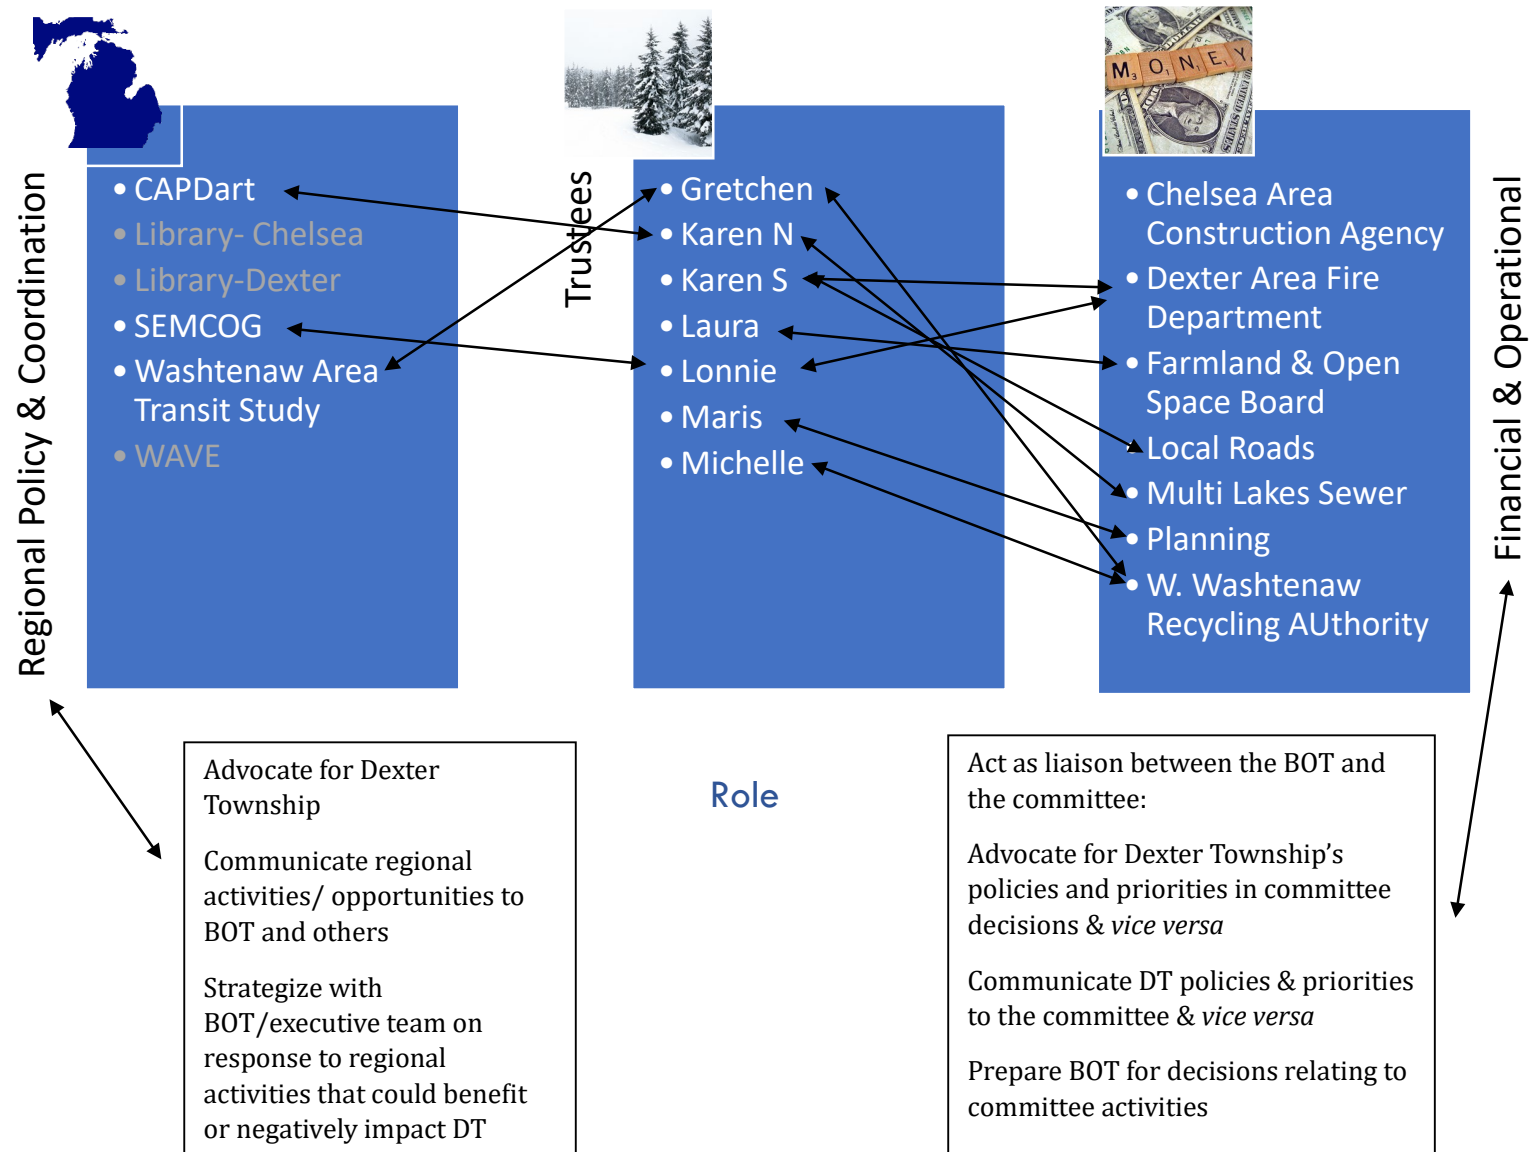 MONEY
Regional Policy & Coordination
• CAPDart
• Library- Chelsea
• Library-Dexter
• SEMCOG
• Washtenaw Area
Transit Study
• WAVE
Trustees
• Gretchen
• Karen N
• Karen S
• Laura
• Lonnie
• Maris
• Michelle
• Chelsea Area
Construction Agency
• Dexter Area Fire
Department
• Farmland & Open
Space Board
• Local Roads
• Multi Lakes Sewer
• Planning
• W. Washtenaw
Recycling AUthority
Financial & Operational
Advocate for Dexter
Township
Communicate regional
activities/ opportunities to
BOT and others
Strategize with
BOT/executive team on
response to regional
activities that could benefit
or negatively impact DT
Role
Act as liaison between the BOT and
the committee:
Advocate for Dexter Township’s
policies and priorities in committee
decisions & vice versa
Communicate DT policies & priorities
to the committee & vice versa
Prepare BOT for decisions relating to
committee activities